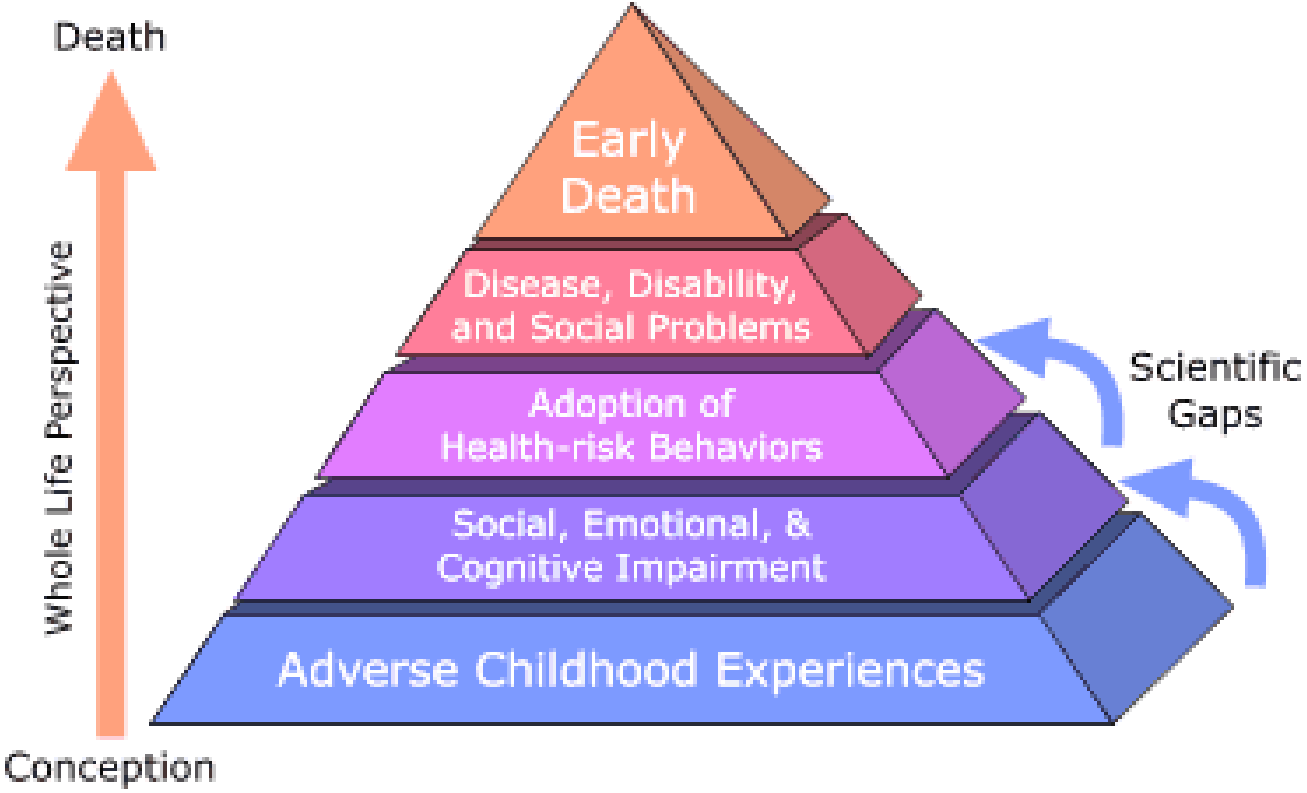 Death
Early
Death
Disease, Disability,
and Social Problems
Scientific
Gaps
Adoption of
Health-risk Behaviors
Whole Life Perspective
Social, Emotional, &
Cognitive Impairment
Adverse Childhood Experiences
Conception